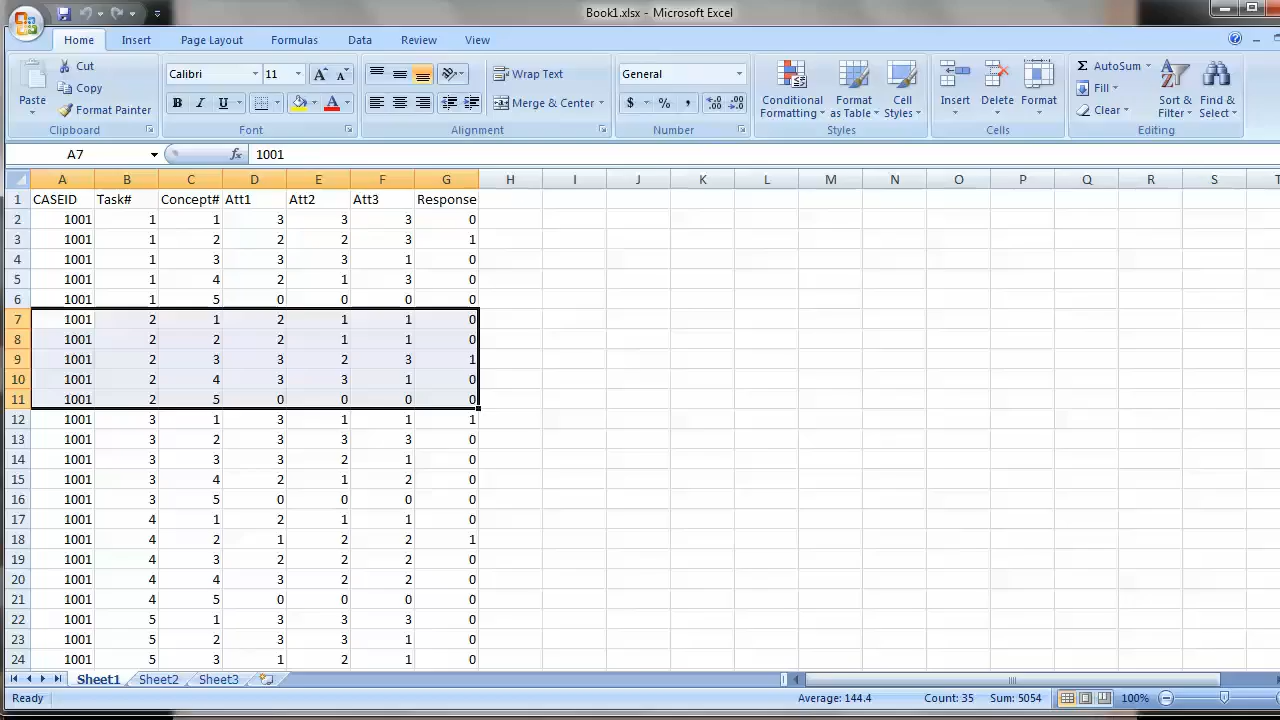 Book1.xlsx - Microsoft Excel
Home Insert Page Layout Formulas Data Review View
Cut
Copy
Format Painter
Paste
Clipboard
Calibri 11
B I U A
Font
Wrap Text
Merge & Center
Alignment
General
$ % ,
Number
Conditional Formatting
Format as Table
Cell Styles
Styles
Insert Delete Format
Cells
Σ AutoSum
Fill
Clear
Sort & Filter
Find & Select
Editing
A7 fx 1001
A B C D E F G H I J K L M N O P Q R S T
1 CASEID Task# Concept# Att1 Att2 Att3 Response
2 1001 1 1 3 3 3 0
3 1001 1 2 2 2 3 1
4 1001 1 3 3 3 1 0
5 1001 1 4 2 1 3 0
6 1001 1 5 0 0 0 0
7 1001 2 1 2 1 1 0
8 1001 2 2 2 1 1 0
9 1001 2 3 3 2 3 1
10 1001 2 4 3 3 1 0
11 1001 2 5 0 0 0 0
12 1001 3 1 3 1 1 1
13 1001 3 2 3 3 3 0
14 1001 3 3 3 2 1 0
15 1001 3 4 2 1 2 0
16 1001 3 5 0 0 0 0
17 1001 4 1 2 1 1 0
18 1001 4 2 1 2 2 1
19 1001 4 3 2 2 2 0
20 1001 4 4 3 2 2 0
21 1001 4 5 0 0 0 0
22 1001 5 1 3 3 3 0
23 1001 5 2 3 3 1 0
24 1001 5 3 1 2 1 0
Sheet1 Sheet2 Sheet3
Ready Average: 144.4 Count: 35 Sum: 5054 100%